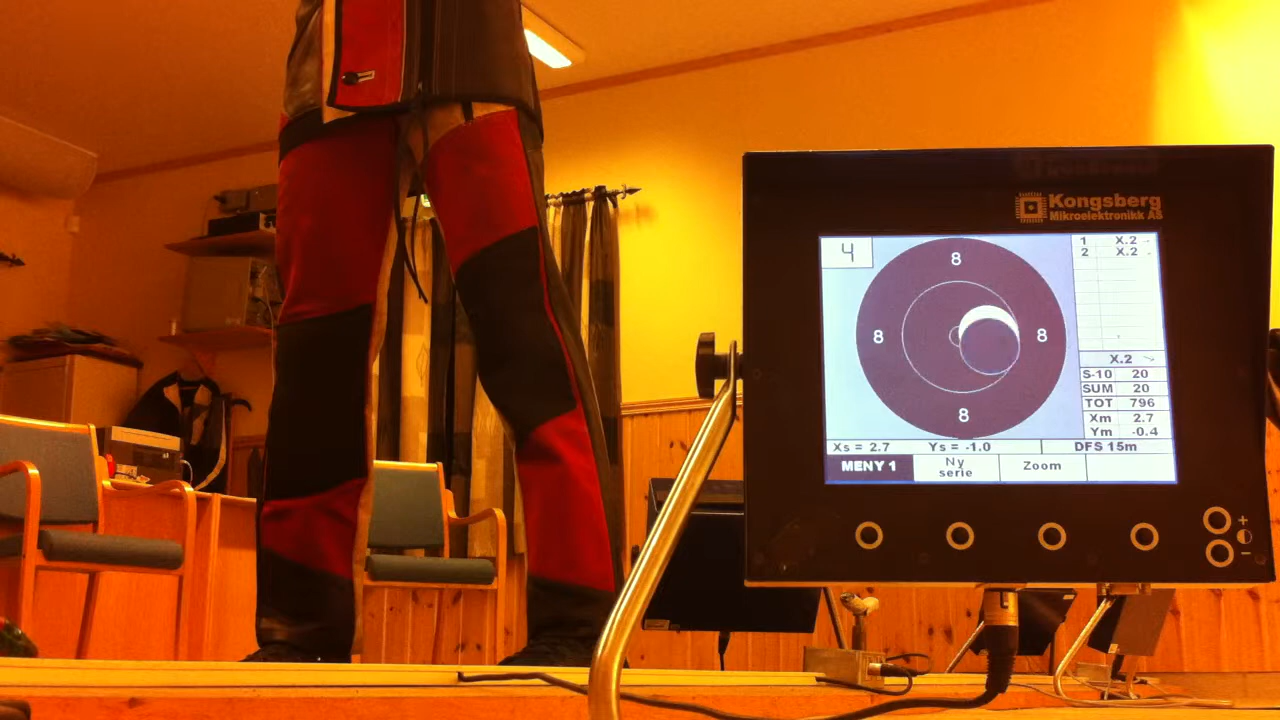 Kongsberg
Mikroelektronikk AS
4
8
8
8
8
1 X.2
2 X.2
X.2
S-10 20
SUM 20
TOT 796
Xm 2.7
Ym -0.4
Xs = 2.7 Ys = -1.0 DFS 15m
MENY 1
Ny
serie
Zoom
+
-